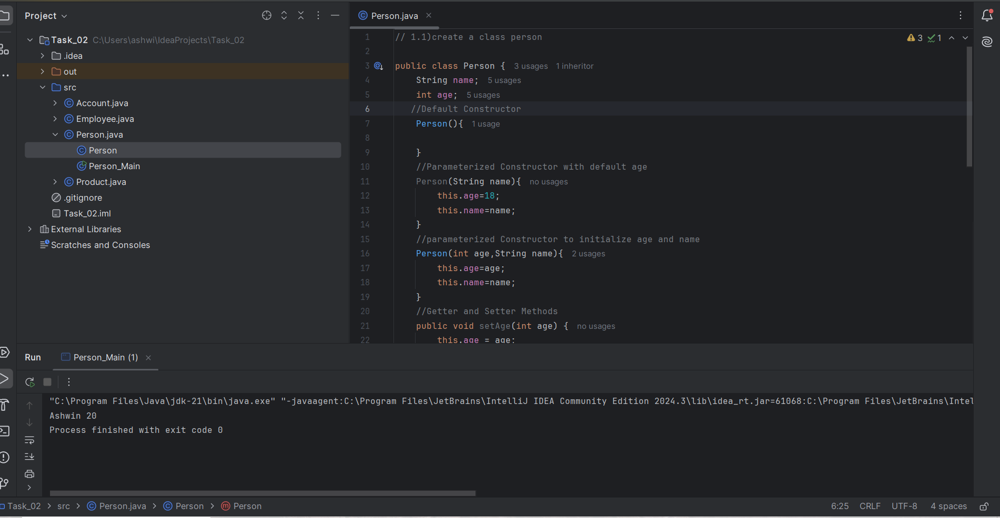 Project
Task_02 C:\Users\ashwi\IdeaProjects\Task_02
.idea
out
src
Account.java
Employee.java
Person.java
Person
Person_Main
Product.java
.gitignore
Task_02.iml
External Libraries
Scratches and Consoles
Person.java
3 1
1 // 1.1)create a class person
2
3 public class Person { 3 usages 1 inheritor
4 String name; 5 usages
5 int age; 5 usages
6 //Default Constructor
7 Person(){ 1 usage
8
9 }
10 //Parameterized Constructor with default age
11 Person(String name){ no usages
12 this.age=18;
13 this.name=name;
14 }
15 //parameterized Constructor to initialize age and name
16 Person(int age,String name){ 2 usages
17 this.age=age;
18 this.name=name;
19 }
20 //Getter and Setter Methods
21 public void setAge(int age) { no usages
22 this.age = age;
Run Person_Main (1)
"C:\Program Files\Java\jdk-21\bin\java.exe" "-javaagent:C:\Program Files\JetBrains\IntelliJ IDEA Community Edition 2024.3\lib\idea_rt.jar=61068:C:\Program Files\JetBrains\Intel
Ashwin 20
Process finished with exit code 0
Task_02 > src > Person.java > Person > Person 6:25 CRLF UTF-8 4 spaces